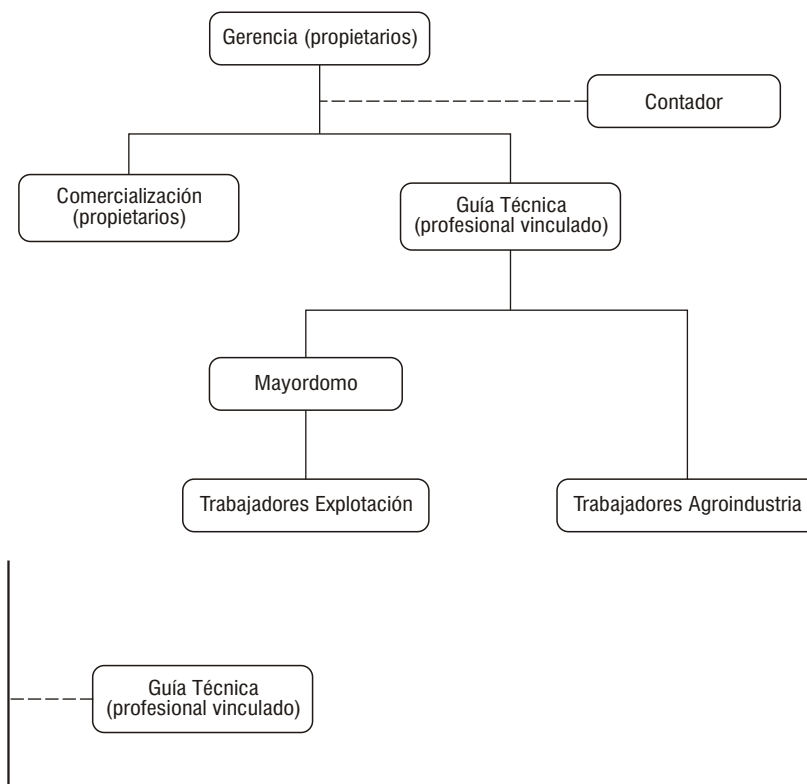 Gerencia (propietarios)
Contador
Comercialización
(propietarios)
Guía Técnica
(profesional vinculado)
Mayordomo
Trabajadores Explotación
Trabajadores Agroindustria
Guía Técnica
(profesional vinculado)